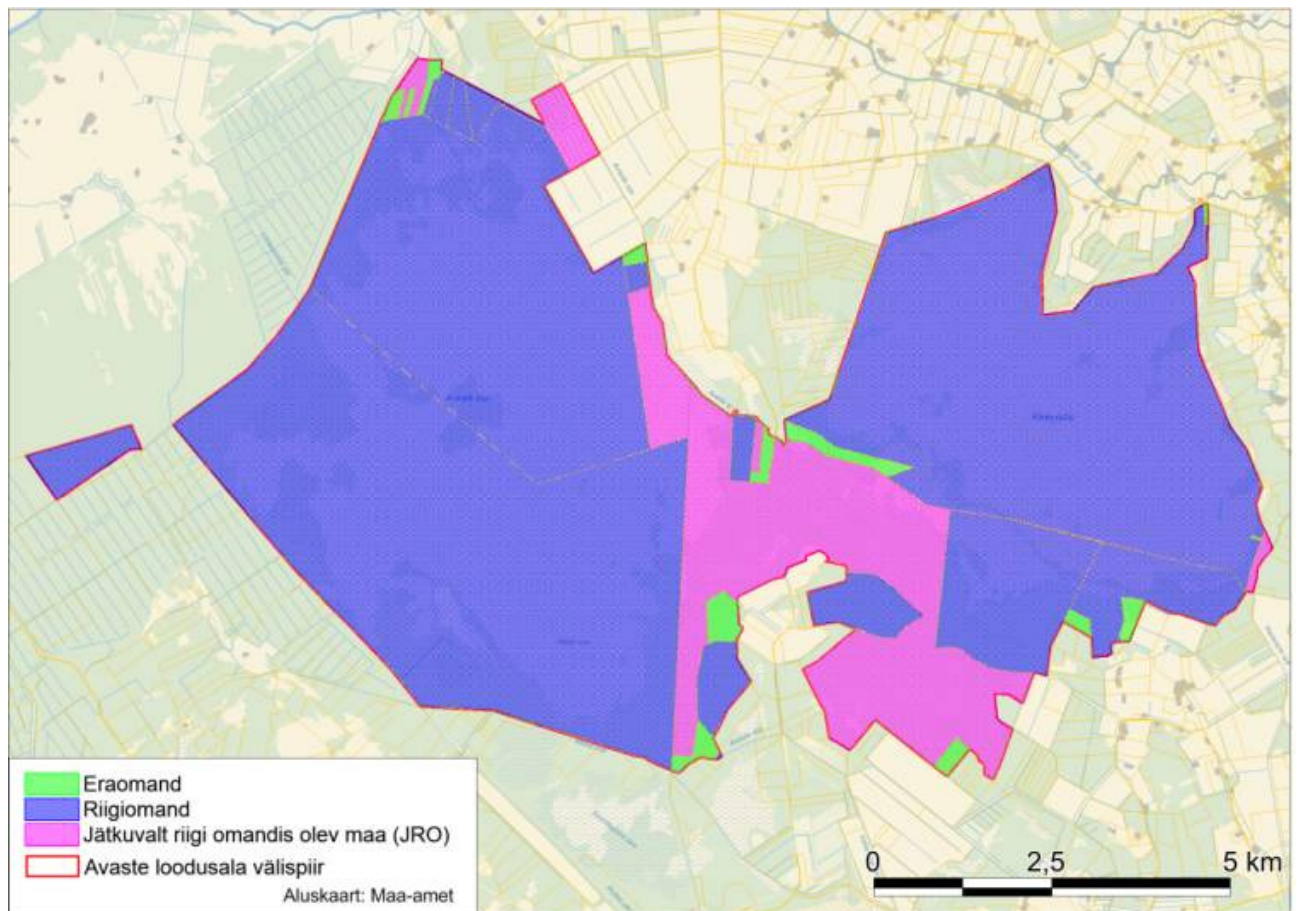 Eraomand
Riigiomand
Jätkuvalt riigi omandis olev maa (JRO)
Avaste loodusala välispiir
Aluskaart: Maa-amet
0 2,5 5 km